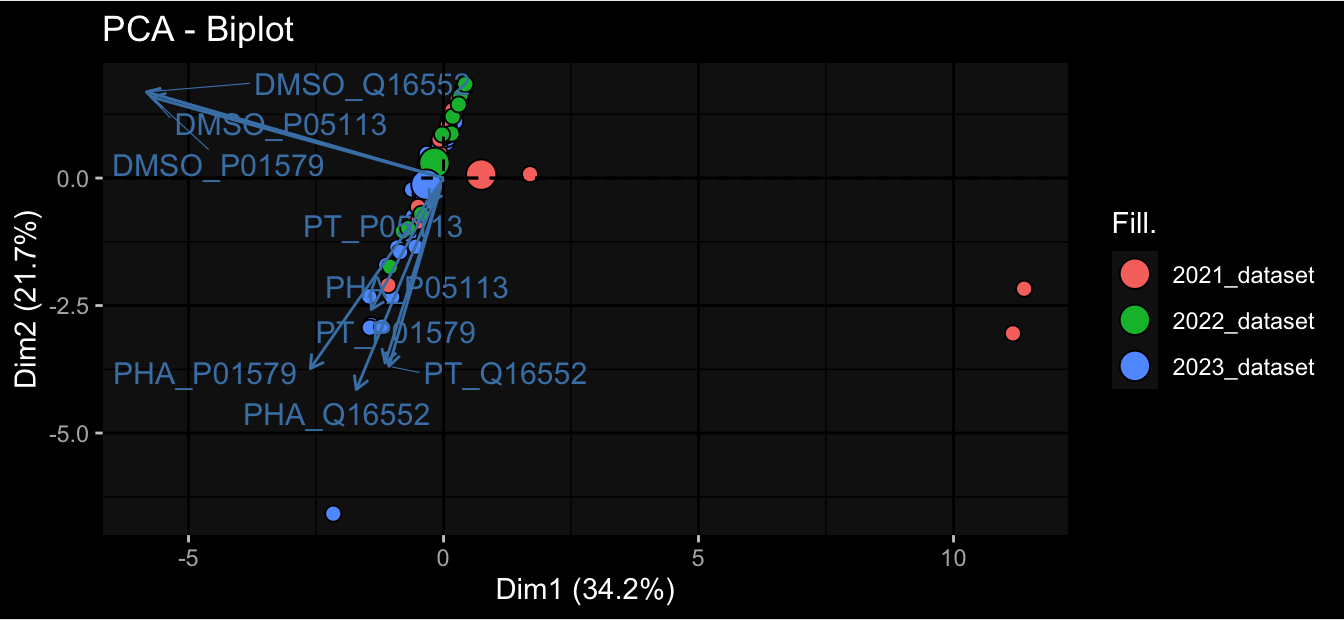 PCA - Biplot
DMSO_Q16552
DMSO_P05113
DMSO_P01579
PT_P05113
PHA_P05113
PT_P01579
PHA_P01579
PT_Q16552
PHA_Q16552
0.0
-2.5
-5.0
Dim2 (21.7%)
-5
0
5
10
Dim1 (34.2%)
Fill.
2021_dataset
2022_dataset
2023_dataset